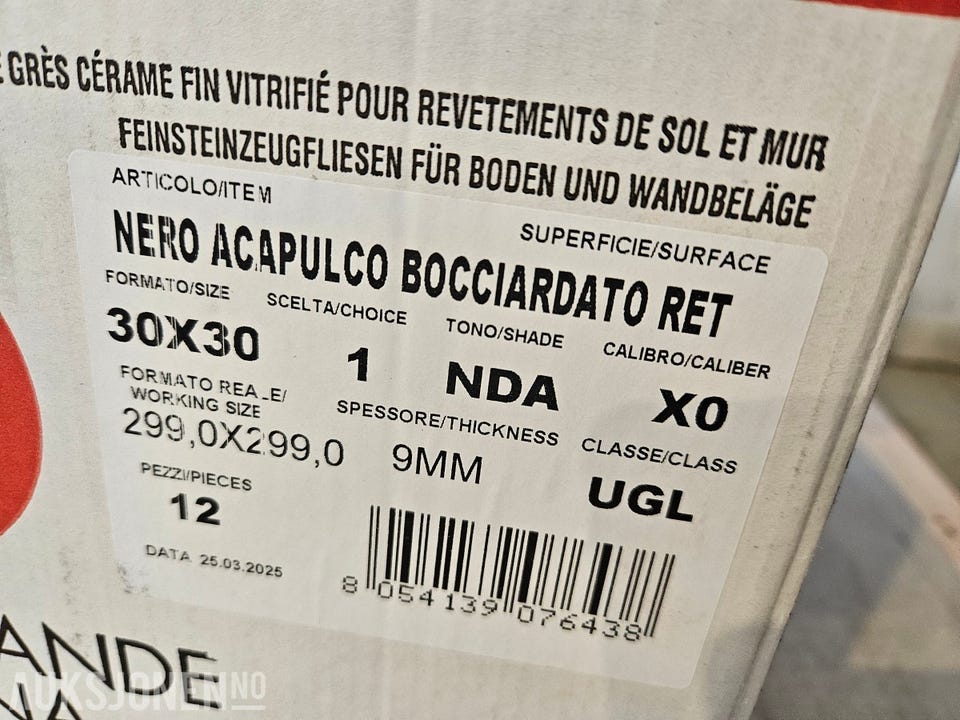 GRÈS CÉRAME FIN VITRIFIÉ POUR REVETEMENTS DE SOL ET MUR
FEINSTEINZEUGFLIESEN FÜR BODEN UND WANDBELÄGE
ARTICOLO/ITEM
SUPERFICIE/SURFACE
NERO ACAPULCO BOCCIARDATO RET
FORMATO/SIZE SCELTA/CHOICE TONO/SHADE CALIBRO/CALIBER
30X30 1 NDA X0
FORMATO REALE/
WORKING SIZE SPESSORE/THICKNESS CLASSE/CLASS
299,0X299,0 9MM UGL
PEZZI/PIECES
12
DATA 25.03.2025
8 054139 076438
ANDE
AUKSJONEN NO